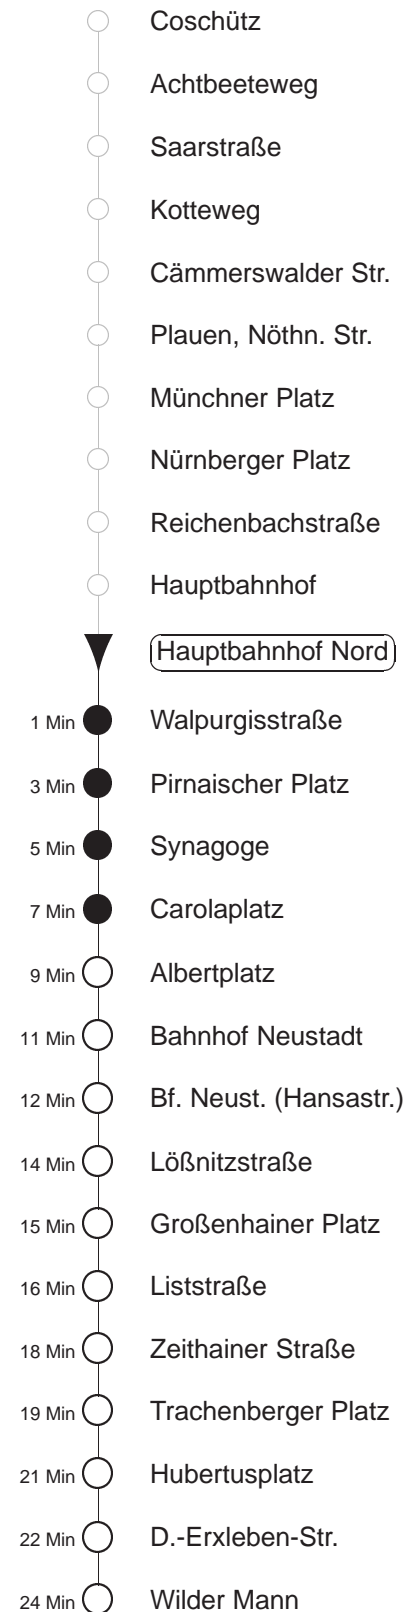 Coschütz
Achtbeeteweg
Saarstraße
Kotteweg
Cämmerswalder Str.
Plauen, Nöthn. Str.
Münchner Platz
Nürnberger Platz
Reichenbachstraße
Hauptbahnhof
Hauptbahnhof Nord
1 Min Walpurgisstraße
3 Min Pirnaischer Platz
5 Min Synagoge
7 Min Carolaplatz
9 Min Albertplatz
11 Min Bahnhof Neustadt
12 Min Bf. Neust. (Hansastr.)
14 Min Lößnitzstraße
15 Min Großenhainer Platz
16 Min Liststraße
18 Min Zeithainer Straße
19 Min Trachenberger Platz
21 Min Hubertusplatz
22 Min D.-Erxleben-Str.
24 Min Wilder Mann